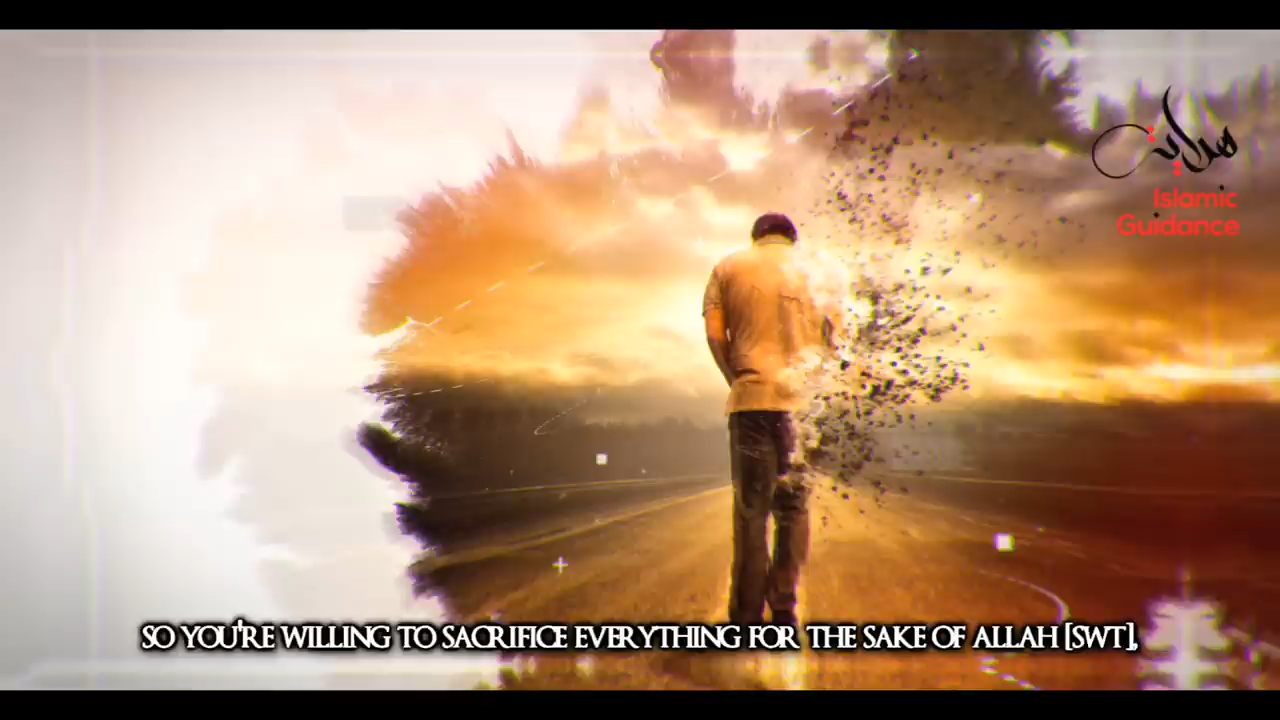 هداية
Islamic
Guidance
SO YOU'RE WILLING TO SACRIFICE EVERYTHING FOR THE SAKE OF ALLAH [SWT],